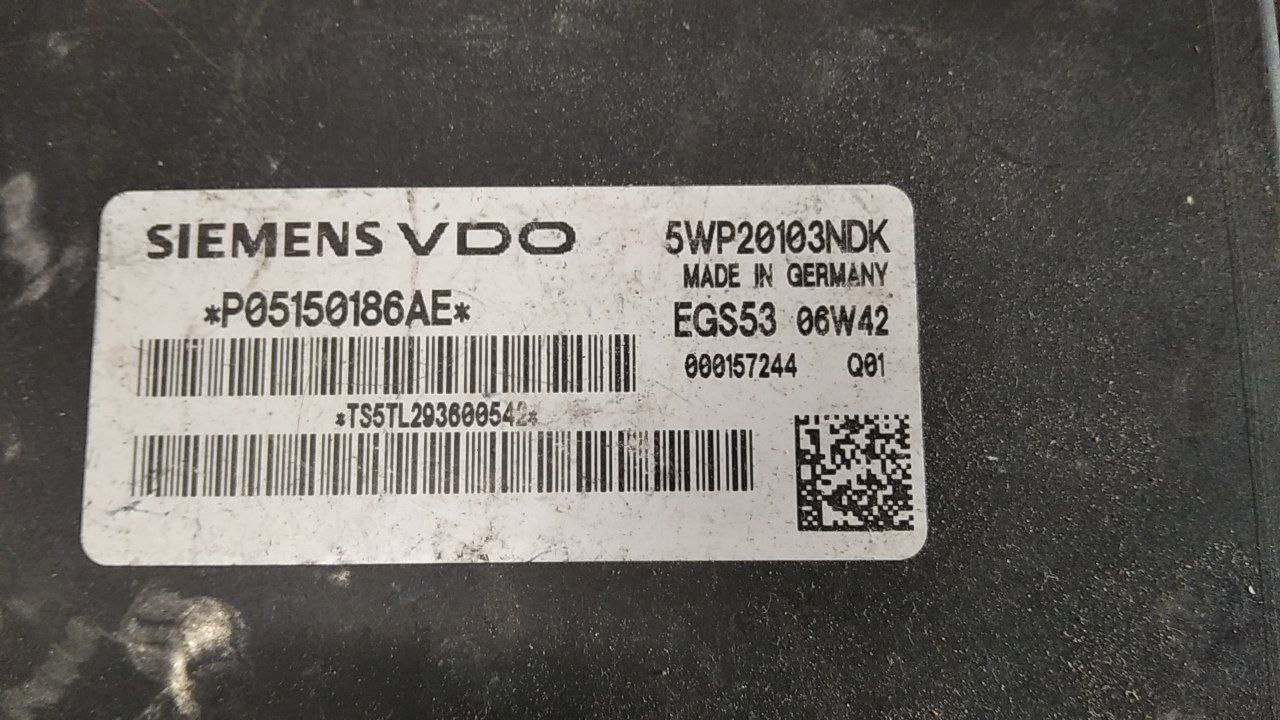 SIEMENS VDO
*P05150186AE*
*TS5TL293600542*
5WP20103NDK
MADE IN GERMANY
EGS53 06W42
000157244 Q01